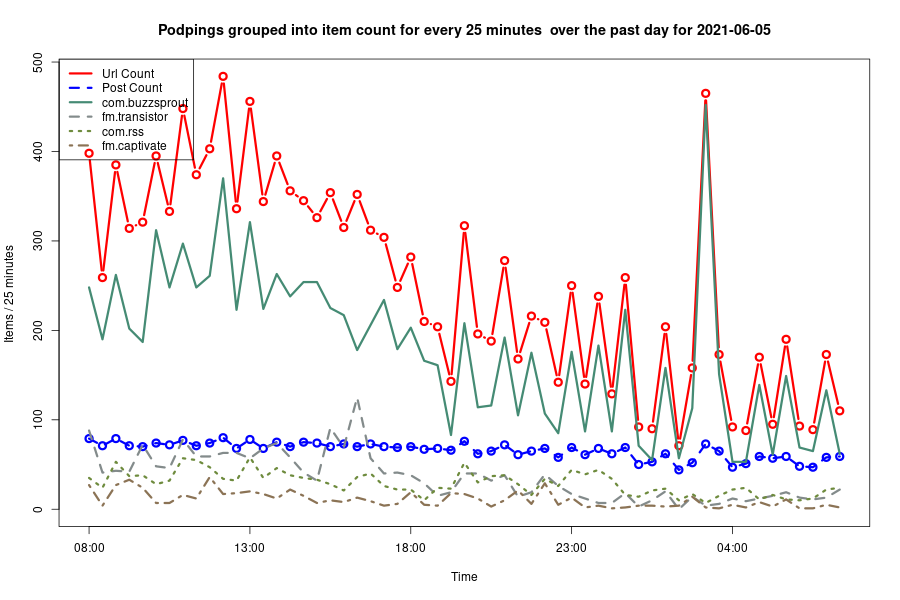 Podpings grouped into item count for every 25 minutes  over the past day for 2021-06-05
Url Count
Post Count
com.buzzsprout
fm.transistor
com.rss
fm.captivate
Items / 25 minutes
500
400
300
200
100
0
08:00
13:00
18:00
23:00
04:00
Time